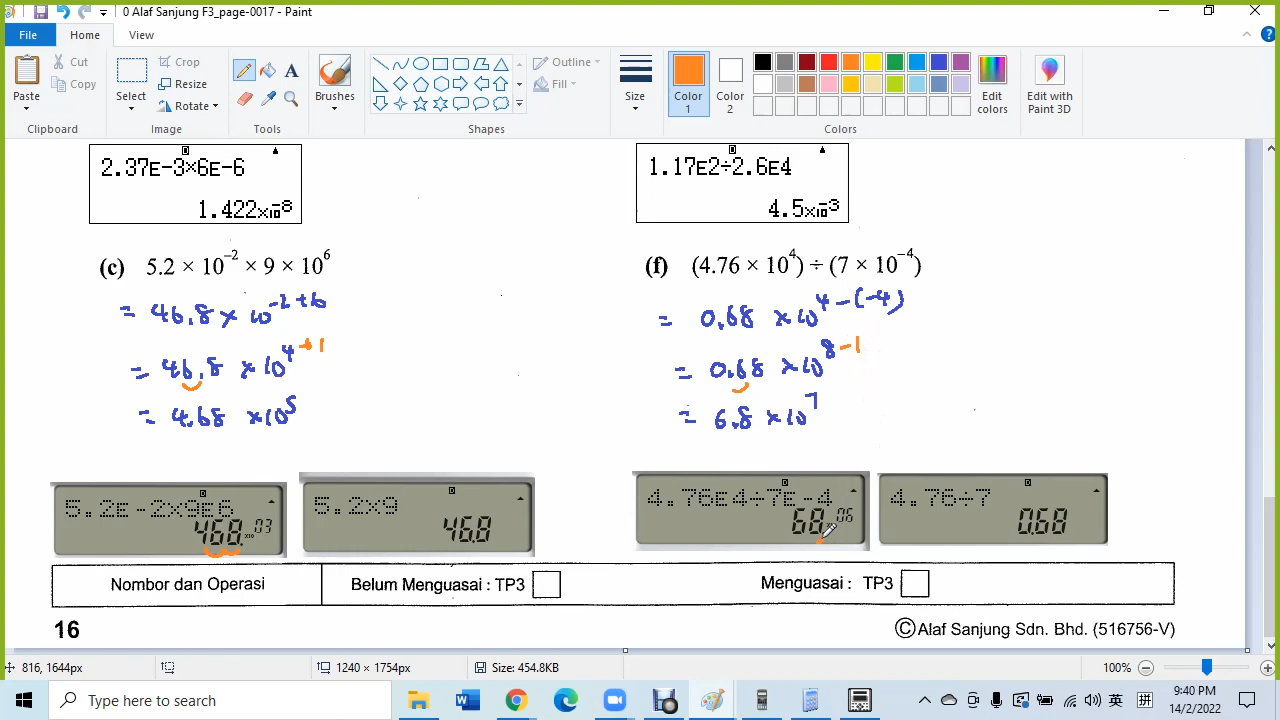 0 Alaf Sanjung F3_page-0017 - Paint
File Home View
Paste Cut Copy Clipboard
Select Crop Resize Rotate Image
Tools
Brushes
Outline Fill Shapes
Size
Color 1 Color 2 Edit colors Colors
Edit with Paint 3D
2.37E-3×6E-6
1.422×10⁻⁸
1.17E2÷2.6E4
4.5×10⁻³
(c) 5.2 × 10⁻² × 9 × 10⁶
= 46.8 × 10⁻²⁺⁶
= 46.8 × 10⁴⁺¹
= 4.68 × 10⁵
(f) (4.76 × 10⁴) ÷ (7 × 10⁻⁴)
= 0.68 × 10⁴⁻⁽⁻⁴⁾
= 0.68 × 10⁸⁻¹
= 6.8 × 10⁷
5.2E-2×9E6
468.×10 03
5.2×9
46.8
4.76E4÷7E-4
68.×10 06
4.76÷7
0.68
Nombor dan Operasi Belum Menguasai : TP3 Menguasai : TP3
16 ©Alaf Sanjung Sdn. Bhd. (516756-V)
816, 1644px 1240 × 1754px Size: 454.8KB 100%
Type here to search 英 拼 9:40 PM
14/2/2022